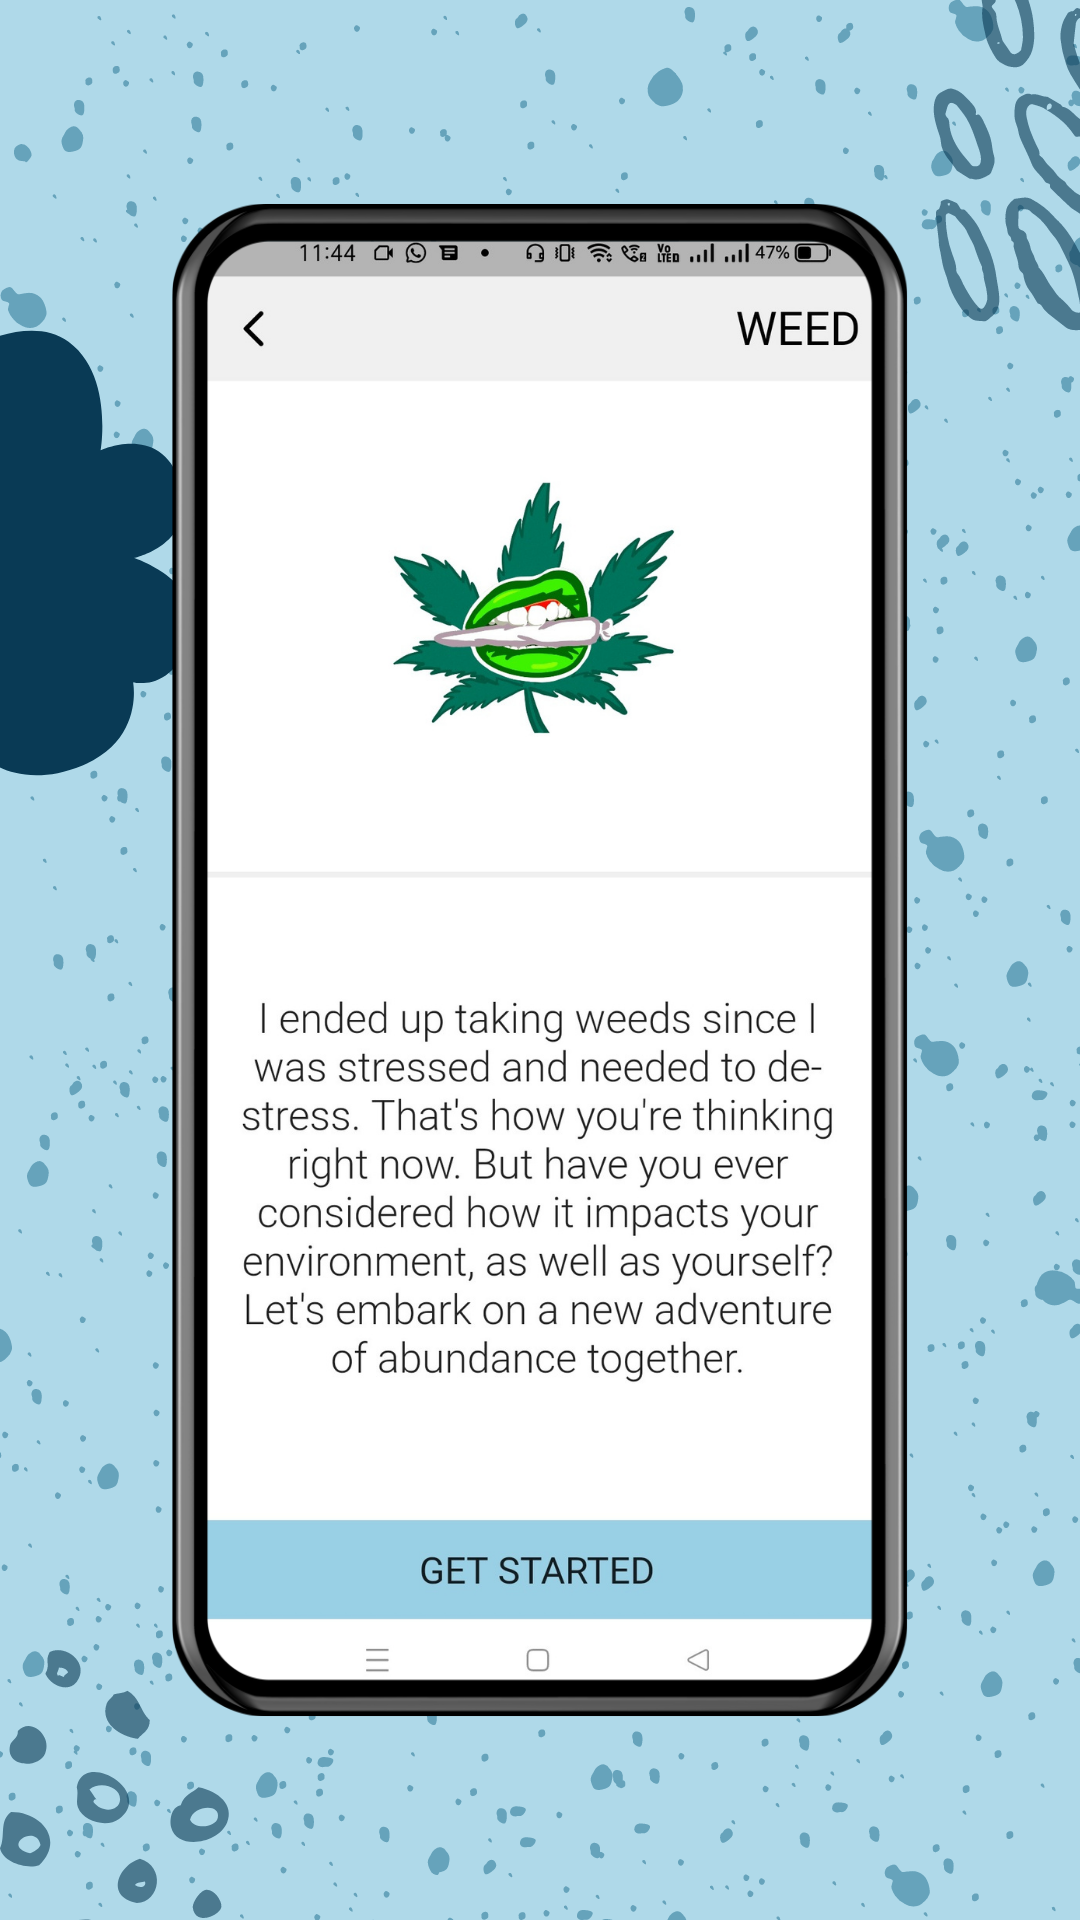 11:44 Vo LTE 47%
WEED
I ended up taking weeds since I
was stressed and needed to de-
stress. That's how you're thinking
right now. But have you ever
considered how it impacts your
environment, as well as yourself?
Let's embark on a new adventure
of abundance together.
GET STARTED